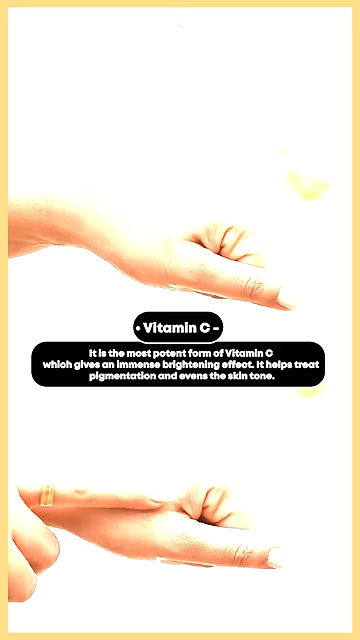 • Vitamin C -
It is the most potent form of Vitamin C
which gives an immense brightening effect. It helps treat
pigmentation and evens the skin tone.